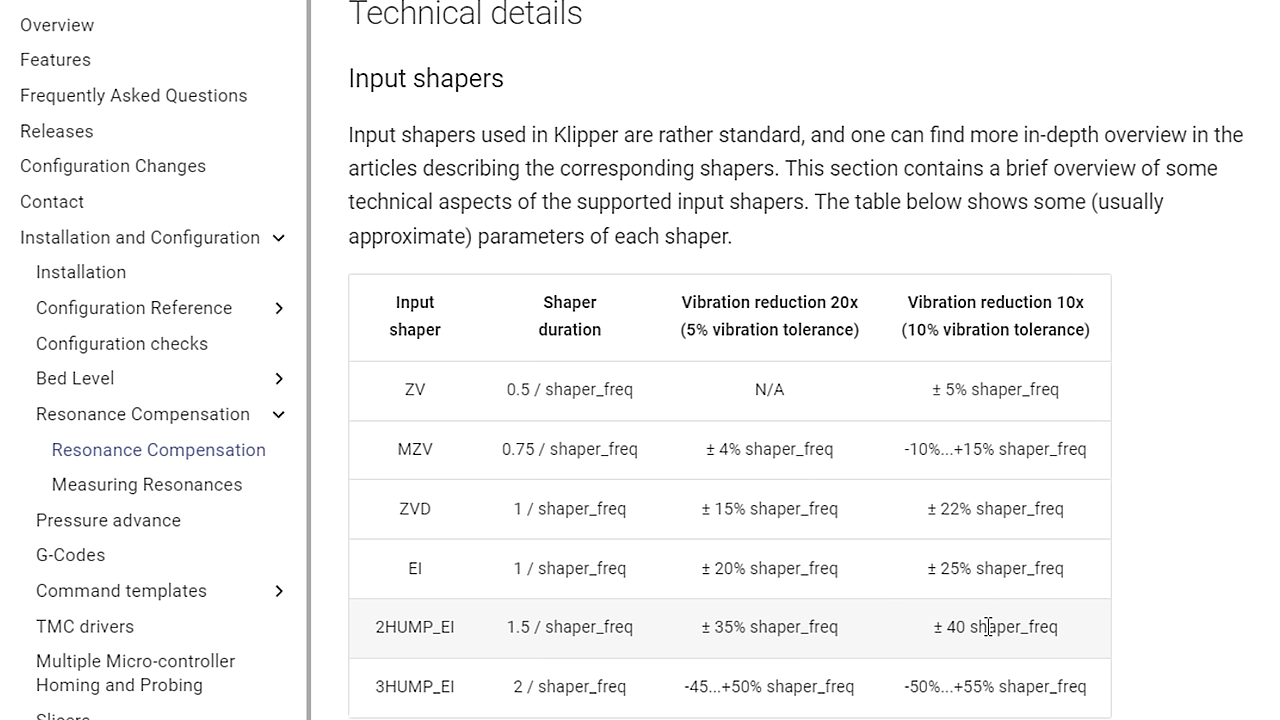 Overview
Features
Frequently Asked Questions
Releases
Configuration Changes
Contact
Installation and Configuration
Installation
Configuration Reference
Configuration checks
Bed Level
Resonance Compensation
Resonance Compensation
Measuring Resonances
Pressure advance
G-Codes
Command templates
TMC drivers
Multiple Micro-controller
Homing and Probing
Slicers
Technical details
Input shapers
Input shapers used in Klipper are rather standard, and one can find more in-depth overview in the
articles describing the corresponding shapers. This section contains a brief overview of some
technical aspects of the supported input shapers. The table below shows some (usually
approximate) parameters of each shaper.
Input shaper Shaper duration Vibration reduction 20x (5% vibration tolerance) Vibration reduction 10x (10% vibration tolerance)
ZV 0.5 / shaper_freq N/A ± 5% shaper_freq
MZV 0.75 / shaper_freq ± 4% shaper_freq -10%...+15% shaper_freq
ZVD 1 / shaper_freq ± 15% shaper_freq ± 22% shaper_freq
EI 1 / shaper_freq ± 20% shaper_freq ± 25% shaper_freq
2HUMP_EI 1.5 / shaper_freq ± 35% shaper_freq ± 40 shaper_freq
3HUMP_EI 2 / shaper_freq -45...+50% shaper_freq -50%...+55% shaper_freq